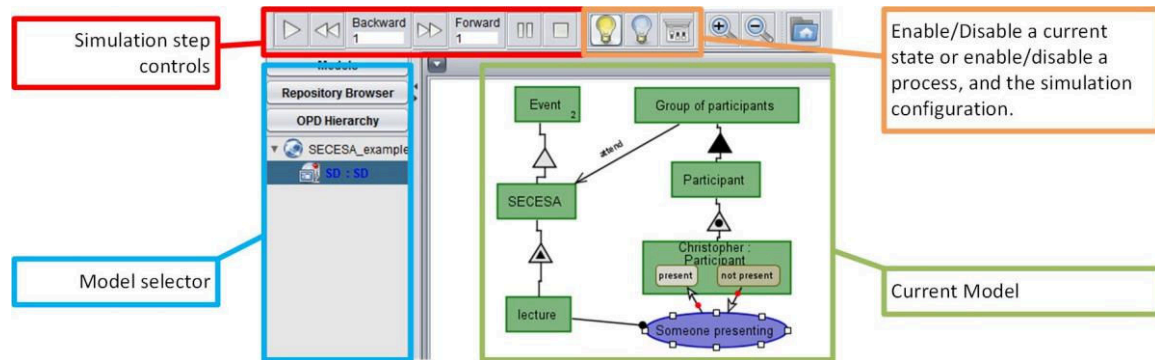 Simulation step
controls
Backward
1
Forward
1
Enable/Disable a current
state or enable/disable a
process, and the simulation
configuration.
Models
Repository Browser
OPD Hierarchy
SECESA_example
SD : SD
Model selector
Event
2
Group of participants
attend
Participant
SECESA
Christopher :
Participant
present
not present
lecture
Someone presenting
Current Model